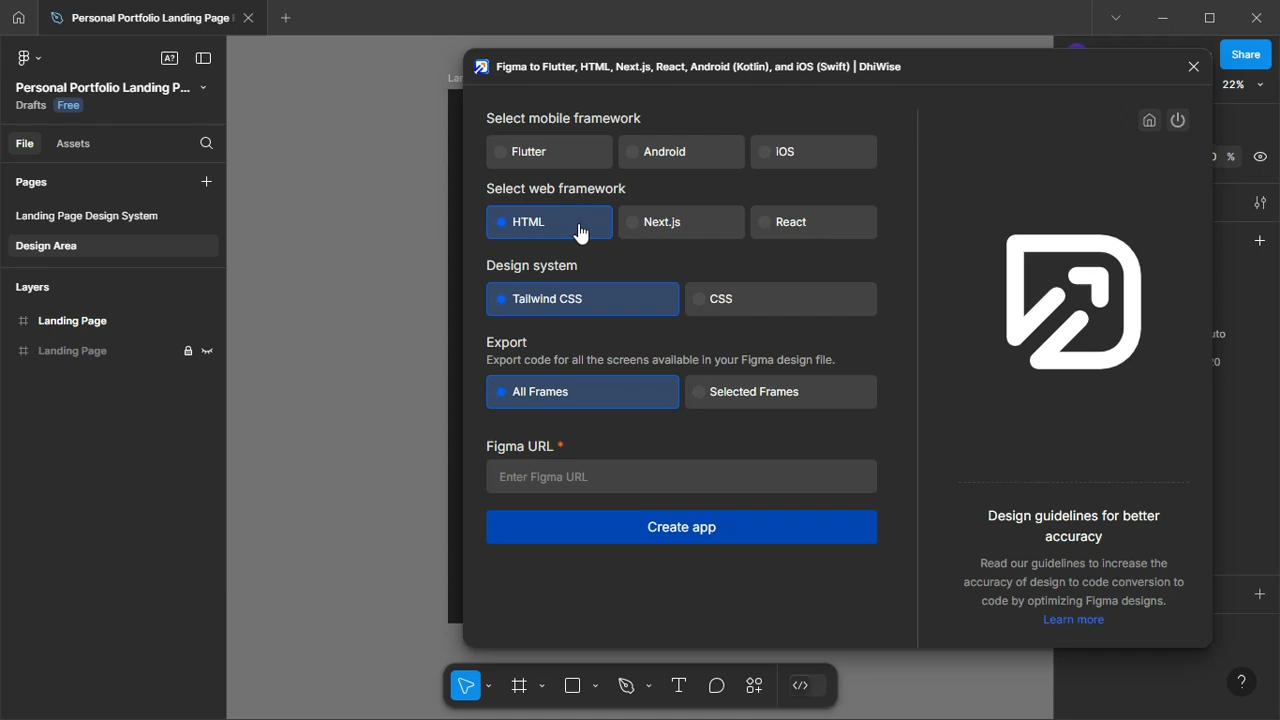 Personal Portfolio Landing Page
A?
Personal Portfolio Landing P...
Drafts Free
File Assets
Pages
Landing Page Design System
Design Area
Layers
Landing Page
Landing Page
Figma to Flutter, HTML, Next.js, React, Android (Kotlin), and iOS (Swift) | DhiWise
Select mobile framework
Flutter Android iOS
Select web framework
HTML Next.js React
Design system
Tailwind CSS CSS
Export
Export code for all the screens available in your Figma design file.
All Frames Selected Frames
Figma URL *
Enter Figma URL
Create app
Design guidelines for better
accuracy
Read our guidelines to increase the
accuracy of design to code conversion to
code by optimizing Figma designs.
Learn more
Share
22%
%
?